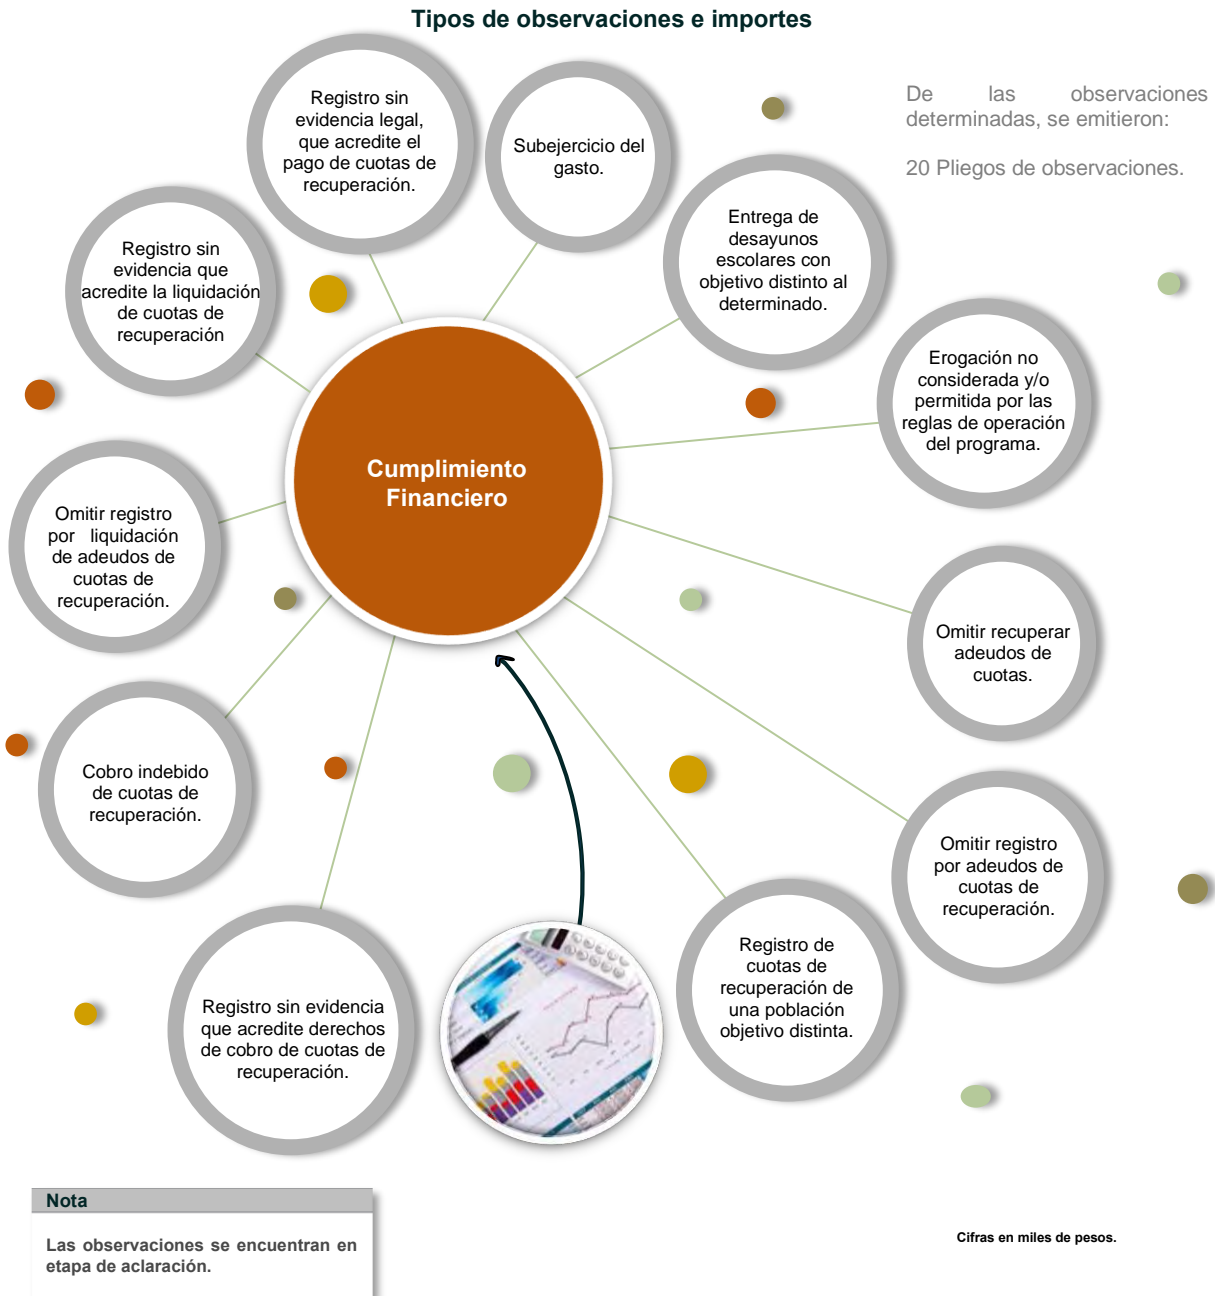 Tipos de observaciones e importes
De las observaciones
determinadas, se emitieron:
20 Pliegos de observaciones.
Registro sin
evidencia legal,
que acredite el
pago de cuotas de
recuperación.
Subejercicio del
gasto.
Entrega de
desayunos
escolares con
objetivo distinto al
determinado.
Registro sin
evidencia que
acredite la liquidación
de cuotas de
recuperación
Erogación no
considerada y/o
permitida por las
reglas de operación
del programa.
Cumplimiento
Financiero
Omitir registro
por liquidación
de adeudos de
cuotas de
recuperación.
Omitir recuperar
adeudos de
cuotas.
Cobro indebido
de cuotas de
recuperación.
Omitir registro
por adeudos de
cuotas de
recuperación.
Registro de
cuotas de
recuperación de
una población
objetivo distinta.
Registro sin evidencia
que acredite derechos
de cobro de cuotas de
recuperación.
Nota
Las observaciones se encuentran en
etapa de aclaración.
Cifras en miles de pesos.